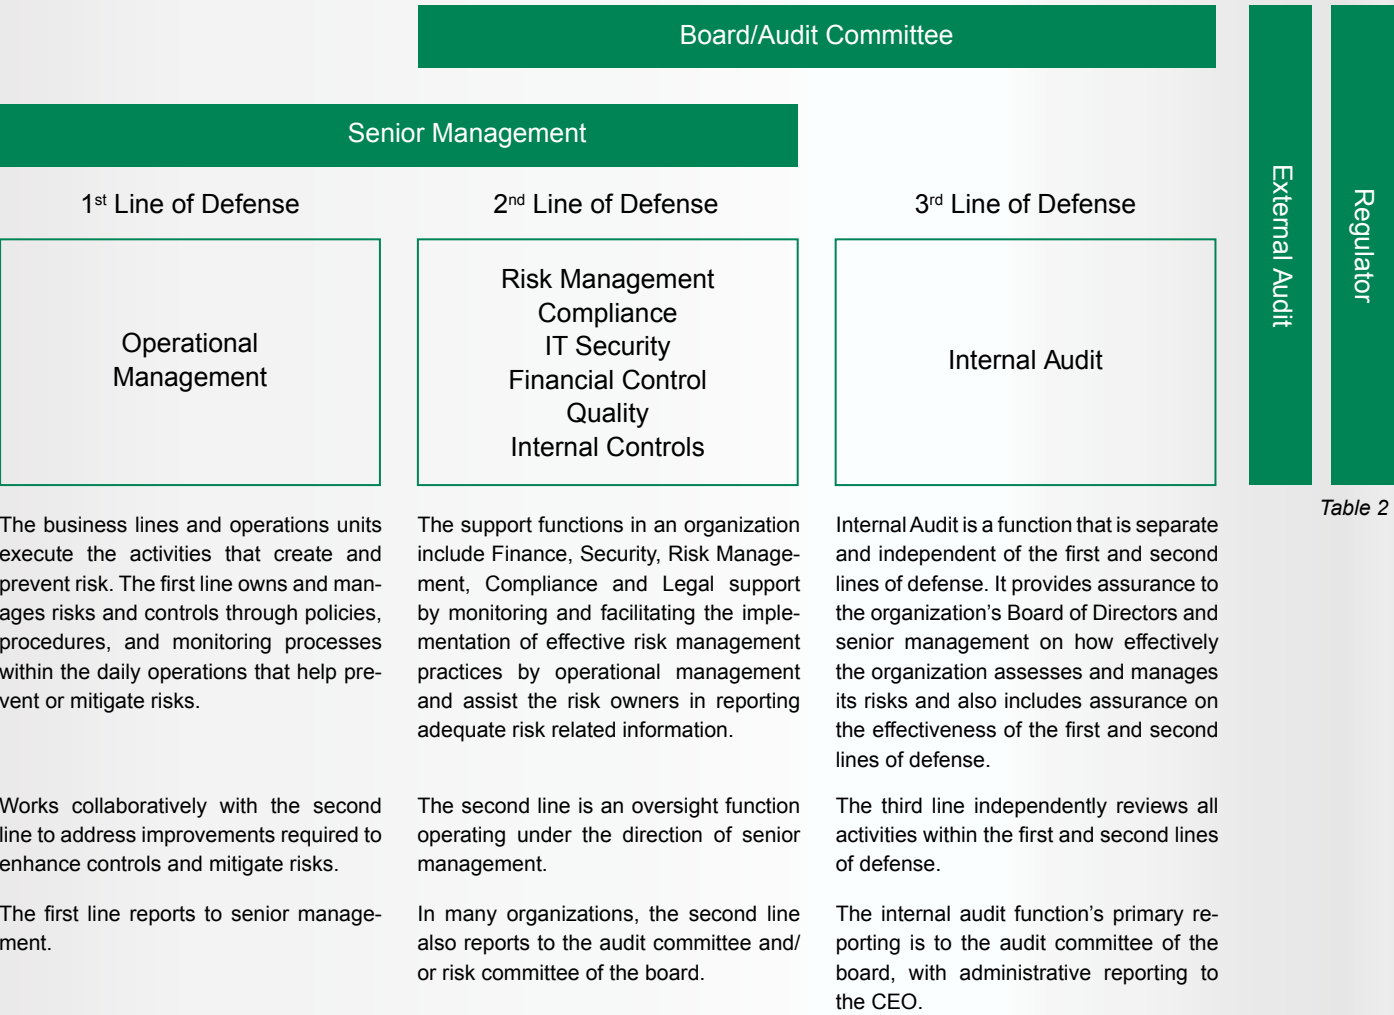 Board/Audit Committee
Senior Management
1st Line of Defense
2nd Line of Defense
3rd Line of Defense
Operational
Management
Risk Management
Compliance
IT Security
Financial Control
Quality
Internal Controls
Internal Audit
External Audit
Regulator
Table 2
The business lines and operations units
execute the activities that create and
prevent risk. The first line owns and man-
ages risks and controls through policies,
procedures, and monitoring processes
within the daily operations that help pre-
vent or mitigate risks.
The support functions in an organization
include Finance, Security, Risk Manage-
ment, Compliance and Legal support
by monitoring and facilitating the imple-
mentation of effective risk management
practices by operational management
and assist the risk owners in reporting
adequate risk related information.
Internal Audit is a function that is separate
and independent of the first and second
lines of defense. It provides assurance to
the organization’s Board of Directors and
senior management on how effectively
the organization assesses and manages
its risks and also includes assurance on
the effectiveness of the first and second
lines of defense.
Works collaboratively with the second
line to address improvements required to
enhance controls and mitigate risks.
The second line is an oversight function
operating under the direction of senior
management.
The third line independently reviews all
activities within the first and second lines
of defense.
The first line reports to senior manage-
ment.
In many organizations, the second line
also reports to the audit committee and/
or risk committee of the board.
The internal audit function’s primary re-
porting is to the audit committee of the
board, with administrative reporting to
the CEO.